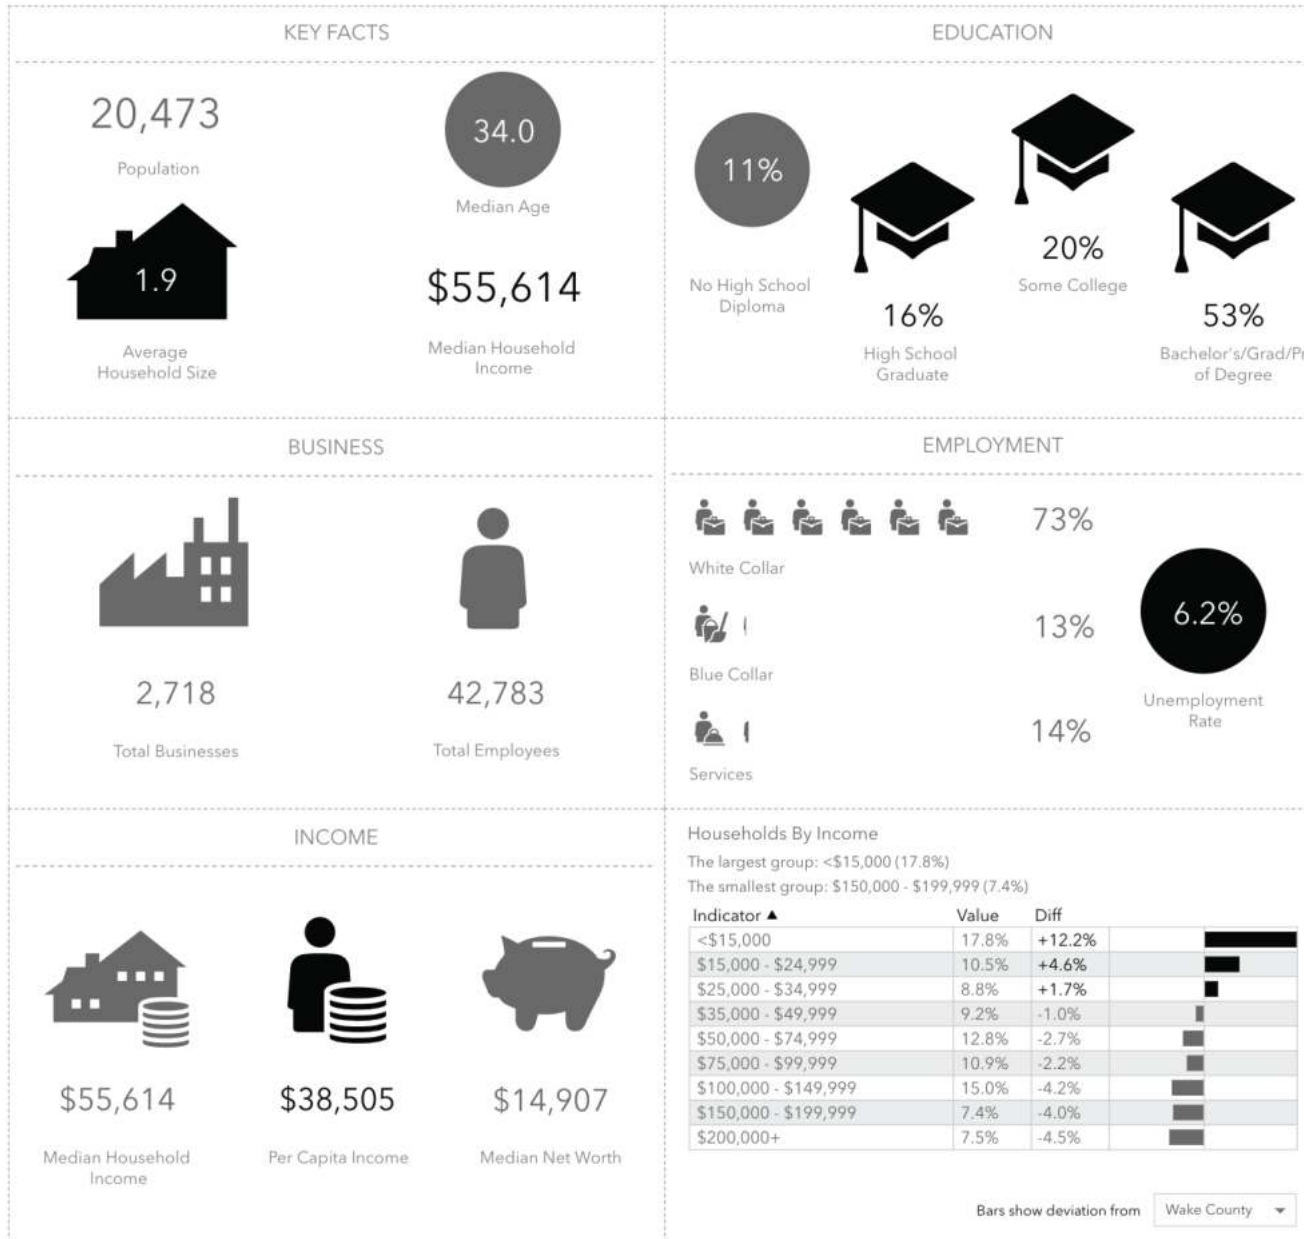 KEY FACTS
20,473
Population
34.0
Median Age
1.9
Average
Household Size
$55,614
Median Household
Income
EDUCATION
11%
No High School
Diploma
16%
High School
Graduate
20%
Some College
53%
Bachelor's/Grad/Pr
of Degree
BUSINESS
2,718
Total Businesses
42,783
Total Employees
EMPLOYMENT
73%
White Collar
13%
Blue Collar
14%
Services
6.2%
Unemployment
Rate
INCOME
$55,614
Median Household
Income
$38,505
Per Capita Income
$14,907
Median Net Worth
Households By Income
The largest group: <$15,000 (17.8%)
The smallest group: $150,000 - $199,999 (7.4%)
Indicator ▲ Value Diff
<$15,000 17.8% +12.2%
$15,000 - $24,999 10.5% +4.6%
$25,000 - $34,999 8.8% +1.7%
$35,000 - $49,999 9.2% -1.0%
$50,000 - $74,999 12.8% -2.7%
$75,000 - $99,999 10.9% -2.2%
$100,000 - $149,999 15.0% -4.2%
$150,000 - $199,999 7.4% -4.0%
$200,000+ 7.5% -4.5%
Bars show deviation from Wake County